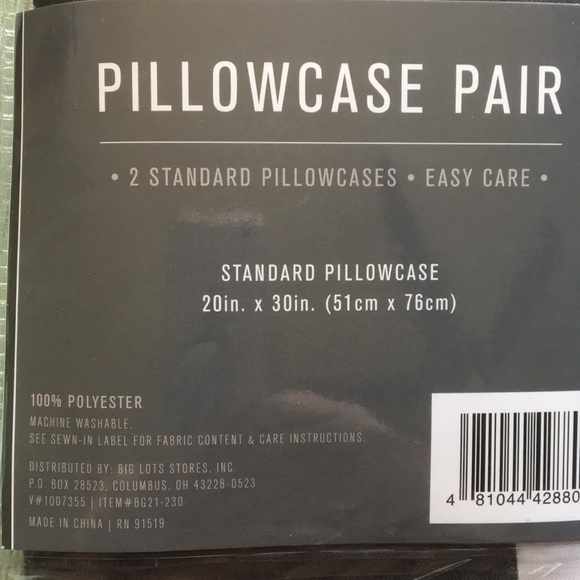 PILLOWCASE PAIR
• 2 STANDARD PILLOWCASES • EASY CARE •
STANDARD PILLOWCASE
20in. x 30in. (51cm x 76cm)
100% POLYESTER
MACHINE WASHABLE.
SEE SEWN-IN LABEL FOR FABRIC CONTENT & CARE INSTRUCTIONS.
DISTRIBUTED BY: BIG LOTS STORES, INC.
P.O. BOX 28523, COLUMBUS, OH 43228-0523
V#1007355 | ITEM#BG21-230
MADE IN CHINA | RN 91519
4 81044 42880